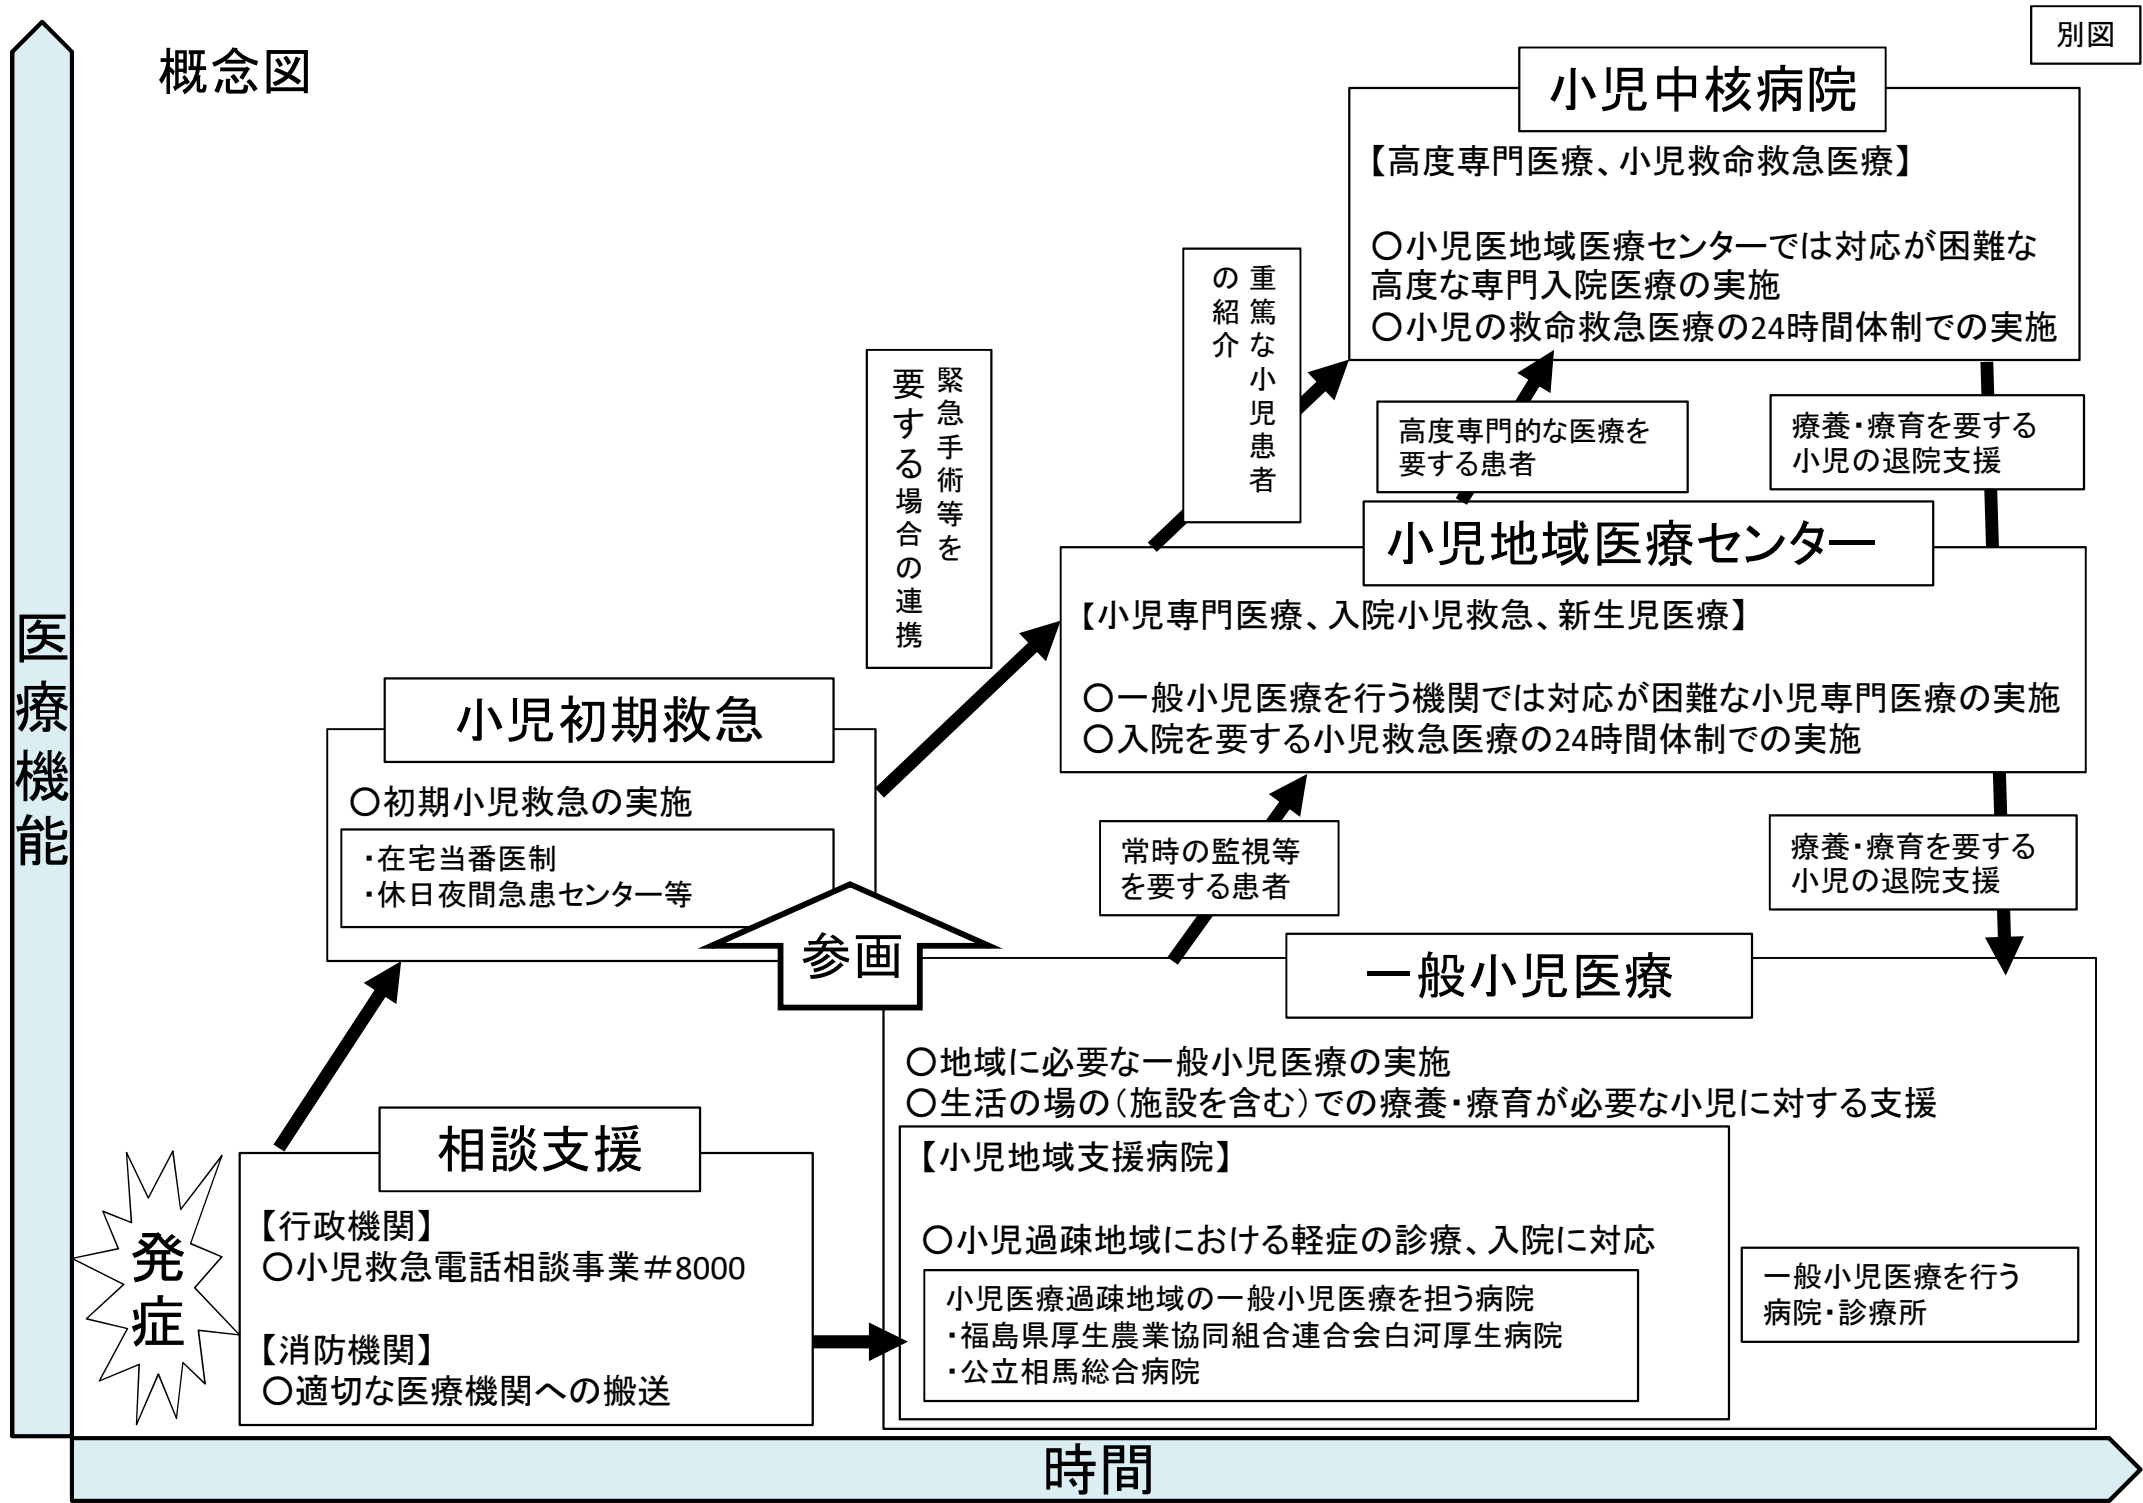 別図
概念図
小児中核病院
【高度専門医療、小児救命救急医療】
〇小児医地域医療センターでは対応が困難な
高度な専門入院医療の実施
〇小児の救命救急医療の24時間体制での実施
重篤な小児患者
の紹介
緊急手術等を
要する場合の連携
高度専門的な医療を
要する患者
療養・療育を要する
小児の退院支援
小児地域医療センター
【小児専門医療、入院小児救急、新生児医療】
〇一般小児医療を行う機関では対応が困難な小児専門医療の実施
〇入院を要する小児救急医療の24時間体制での実施
医療機能
小児初期救急
〇初期小児救急の実施
・在宅当番医制
・休日夜間急患センター等
参画
常時の監視等
を要する患者
療養・療育を要する
小児の退院支援
一般小児医療
〇地域に必要な一般小児医療の実施
〇生活の場の(施設を含む)での療養・療育が必要な小児に対する支援
【小児地域支援病院】
〇小児過疎地域における軽症の診療、入院に対応
小児医療過疎地域の一般小児医療を担う病院
・福島県厚生農業協同組合連合会白河厚生病院
・公立相馬総合病院
一般小児医療を行う
病院・診療所
相談支援
【行政機関】
〇小児救急電話相談事業＃8000
【消防機関】
〇適切な医療機関への搬送
発症
時間